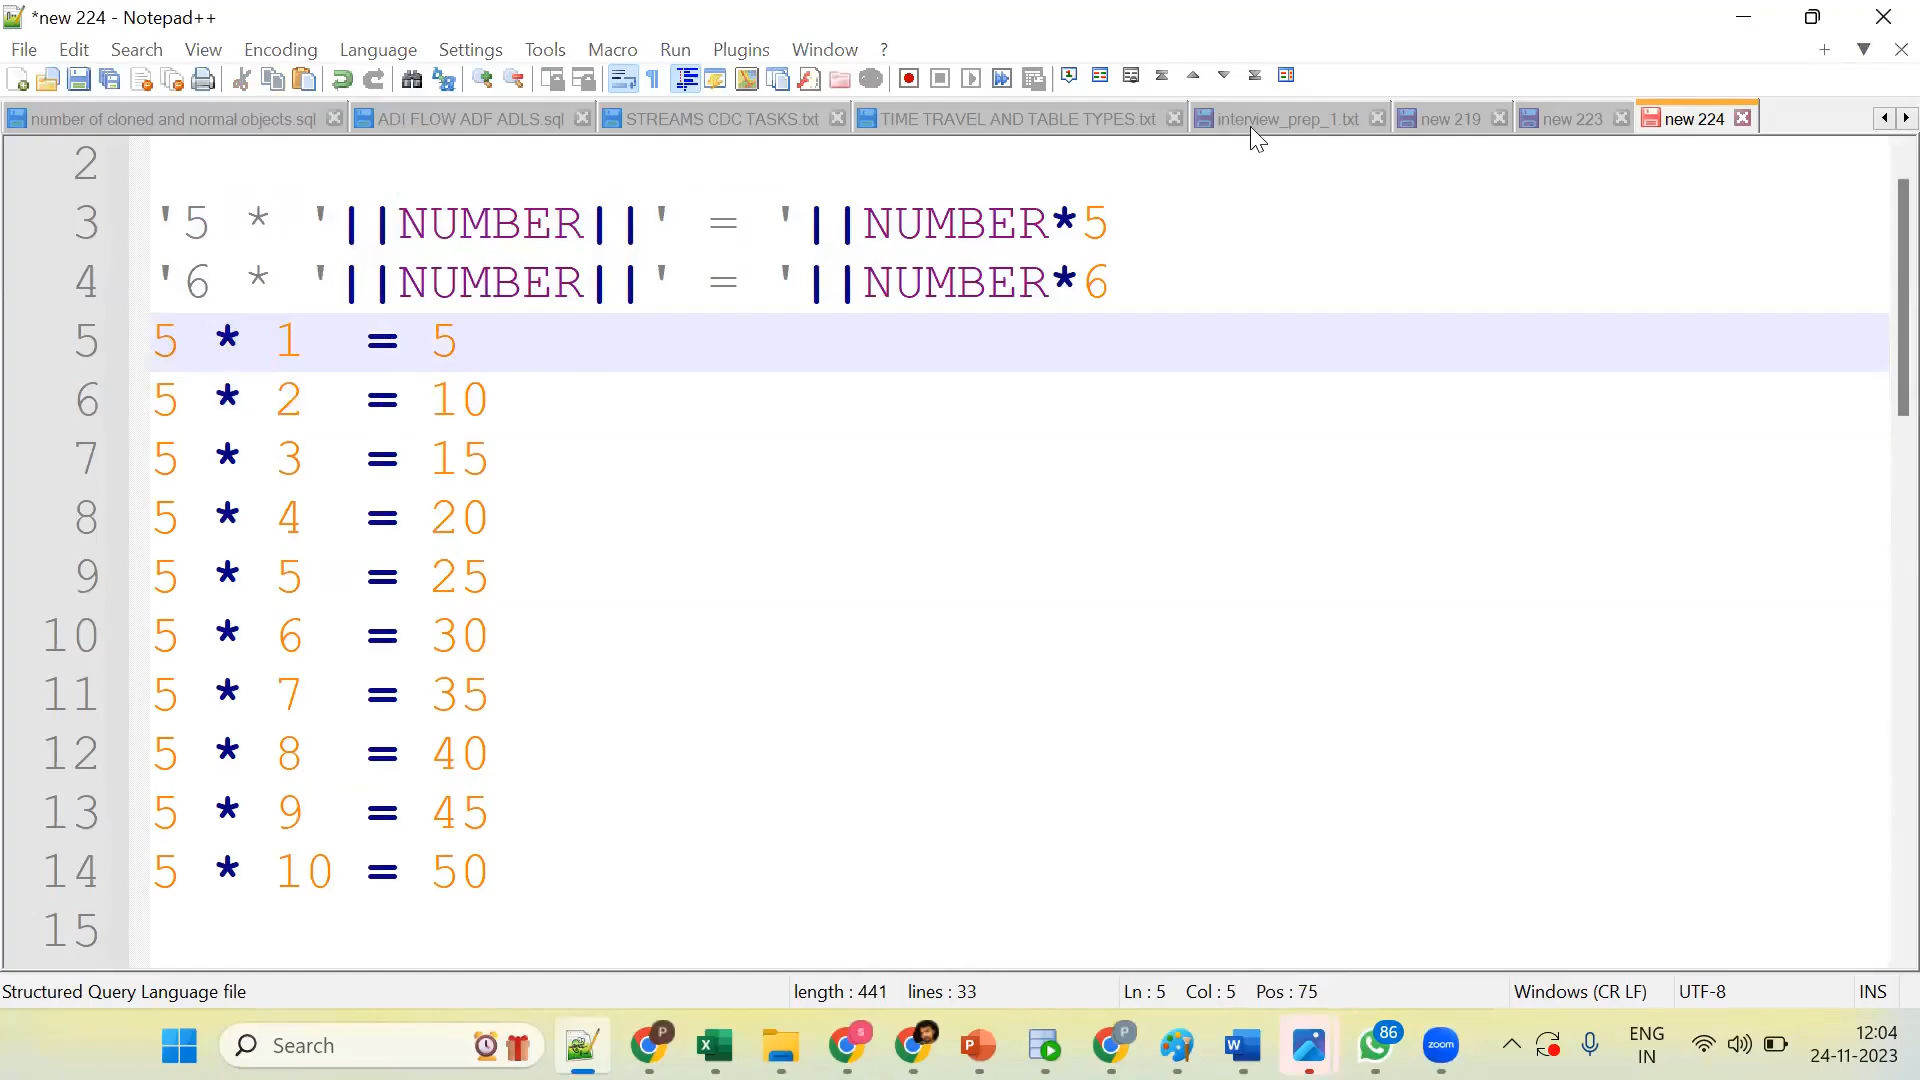 *new 224 - Notepad++
File Edit Search View Encoding Language Settings Tools Macro Run Plugins Window ?
number of cloned and normal objects.sql ADI FLOW ADF ADLS.sql STREAMS CDC TASKS.txt TIME TRAVEL AND TABLE TYPES.txt interview_prep_1.txt new 219 new 223 new 224
2
3 '5 * '||NUMBER||' = '||NUMBER*5
4 '6 * '||NUMBER||' = '||NUMBER*6
5 5 * 1 = 5
6 5 * 2 = 10
7 5 * 3 = 15
8 5 * 4 = 20
9 5 * 5 = 25
10 5 * 6 = 30
11 5 * 7 = 35
12 5 * 8 = 40
13 5 * 9 = 45
14 5 * 10 = 50
15
Structured Query Language file length : 441 lines : 33 Ln : 5 Col : 5 Pos : 75 Windows (CR LF) UTF-8 INS
Search P S P P W zoom 86 ENG IN 12:04 24-11-2023